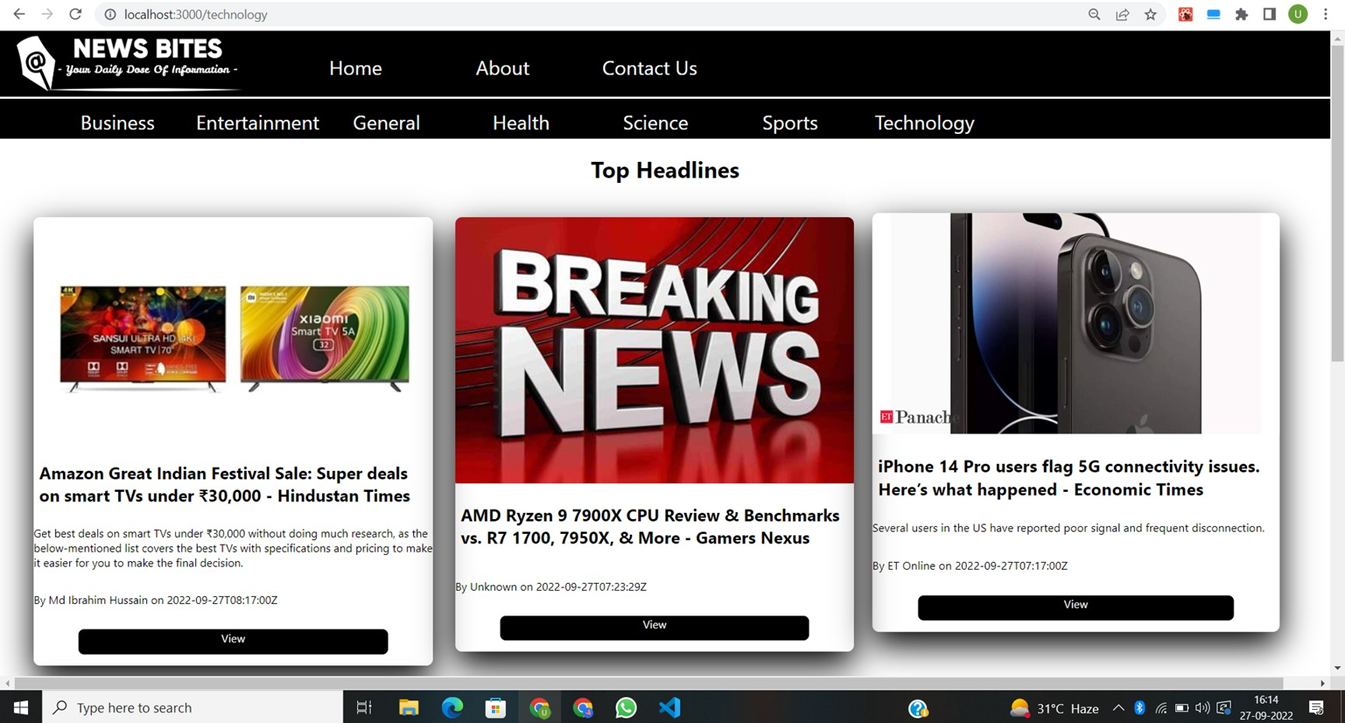 localhost:3000/technology
U
@
NEWS BITES
- Your Daily Dose Of Information -
Home About Contact Us
Business Entertainment General Health Science Sports Technology
Top Headlines
4K
SANSUI ULTRA HD (4K)
SMART TV | 70"
xiaomi
Smart TV 5A
32
Amazon Great Indian Festival Sale: Super deals
on smart TVs under ₹30,000 - Hindustan Times
Get best deals on smart TVs under ₹30,000 without doing much research, as the
below-mentioned list covers the best TVs with specifications and pricing to make
it easier for you to make the final decision.
By Md Ibrahim Hussain on 2022-09-27T08:17:00Z
View
BREAKING
NEWS
AMD Ryzen 9 7900X CPU Review & Benchmarks
vs. R7 1700, 7950X, & More - Gamers Nexus
By Unknown on 2022-09-27T07:23:29Z
View
ET Panache
iPhone 14 Pro users flag 5G connectivity issues.
Here's what happened - Economic Times
Several users in the US have reported poor signal and frequent disconnection.
By ET Online on 2022-09-27T07:17:00Z
View
Type here to search
31°C Haze
16:14
27-09-2022